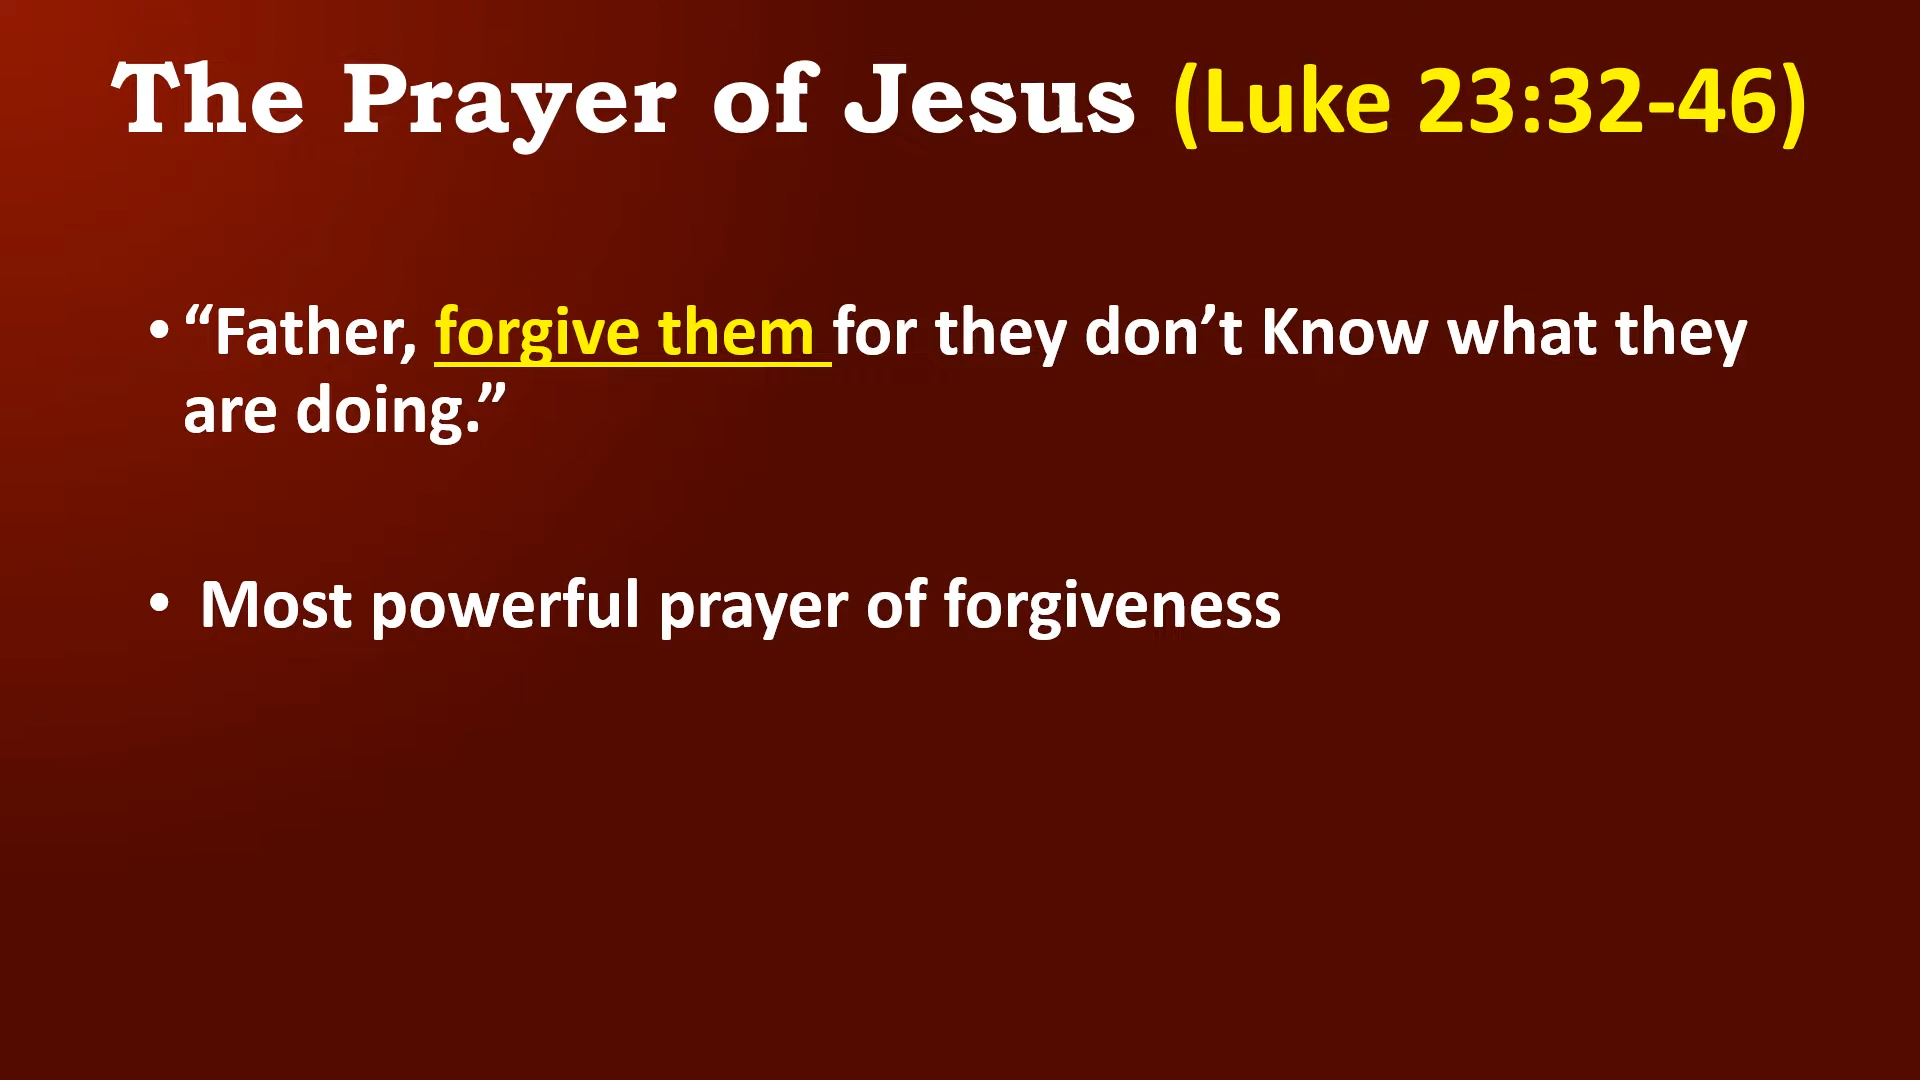 The Prayer of Jesus (Luke 23:32-46)
• “Father, forgive them for they don’t Know what they
are doing.”
• Most powerful prayer of forgiveness